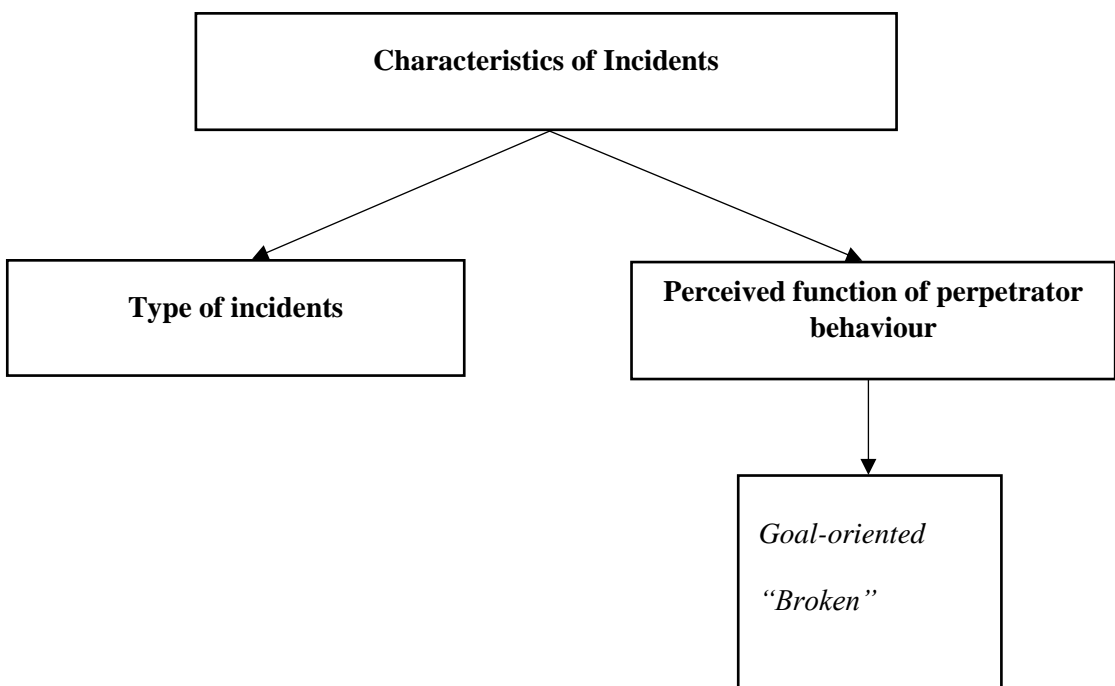 Characteristics of Incidents
Type of incidents
Perceived function of perpetrator
behaviour
Goal-oriented
“Broken”